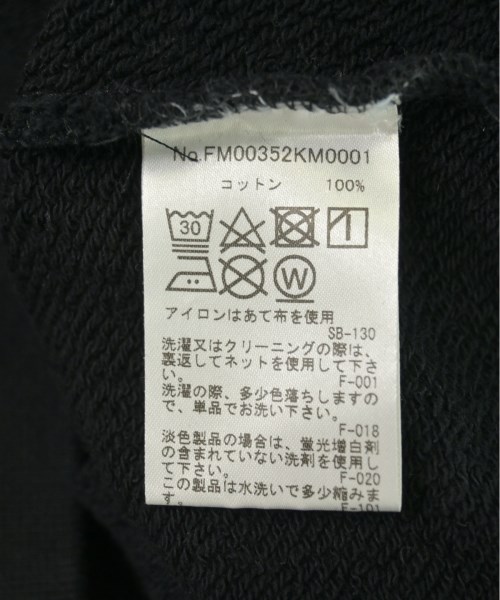 No.FM00352KM0001
コットン 100%
30
1
W
アイロンはあて布を使用
SB-130
洗濯又はクリーニングの際は、
裏返してネットを使用して下さ
い。
F-001
洗濯の際、多少色落ちしますの
で、単品でお洗い下さい。
F-018
淡色製品の場合は、蛍光増白剤
の含まれていない洗剤を使用し
て下さい。
F-020
この製品は水洗いで多少縮みま
す。